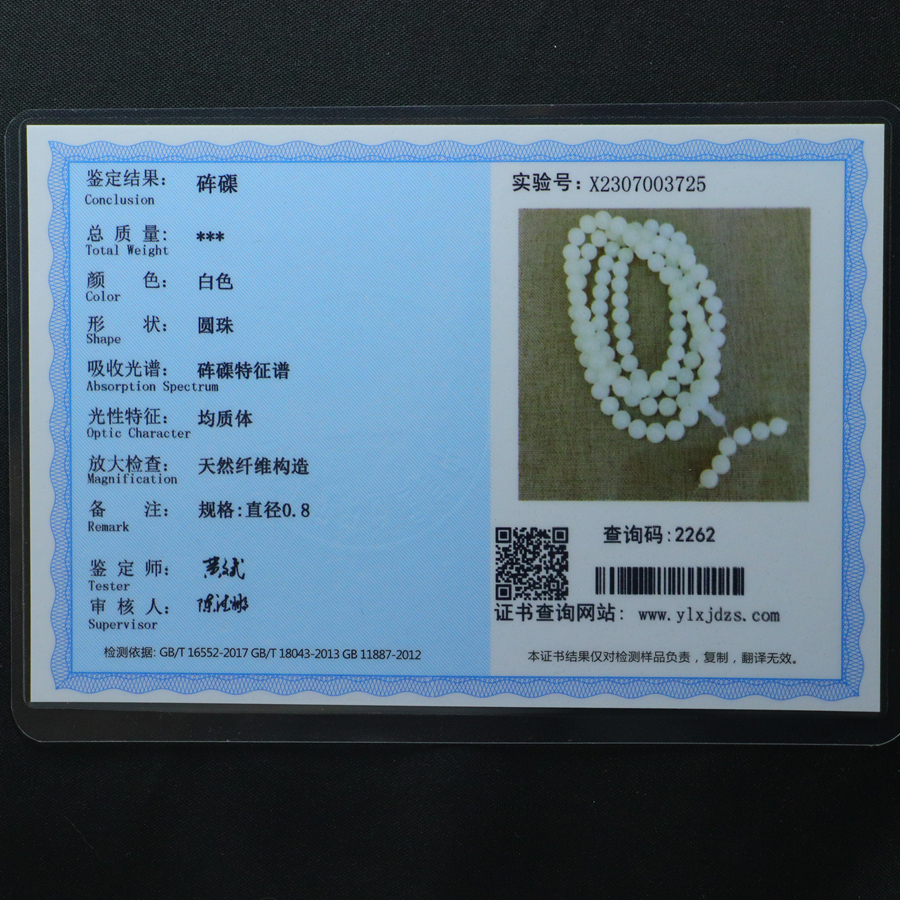 鉴定结果: 砗磲
Conclusion
总 质 量: ***
Total Weight
颜 色: 白色
Color
形 状: 圆珠
Shape
吸收光谱: 砗磲特征谱
Absorption Spectrum
光性特征: 均质体
Optic Character
放大检查: 天然纤维构造
Magnification
备 注: 规格:直径0.8
Remark
鉴 定 师:
Tester
审 核 人:
Supervisor
检测依据: GB/T 16552-2017 GB/T 18043-2013 GB 11887-2012
实验号: X2307003725
查询码:2262
证书查询网站: www.ylxjdzs.com
本证书结果仅对检测样品负责，复制，翻译无效。